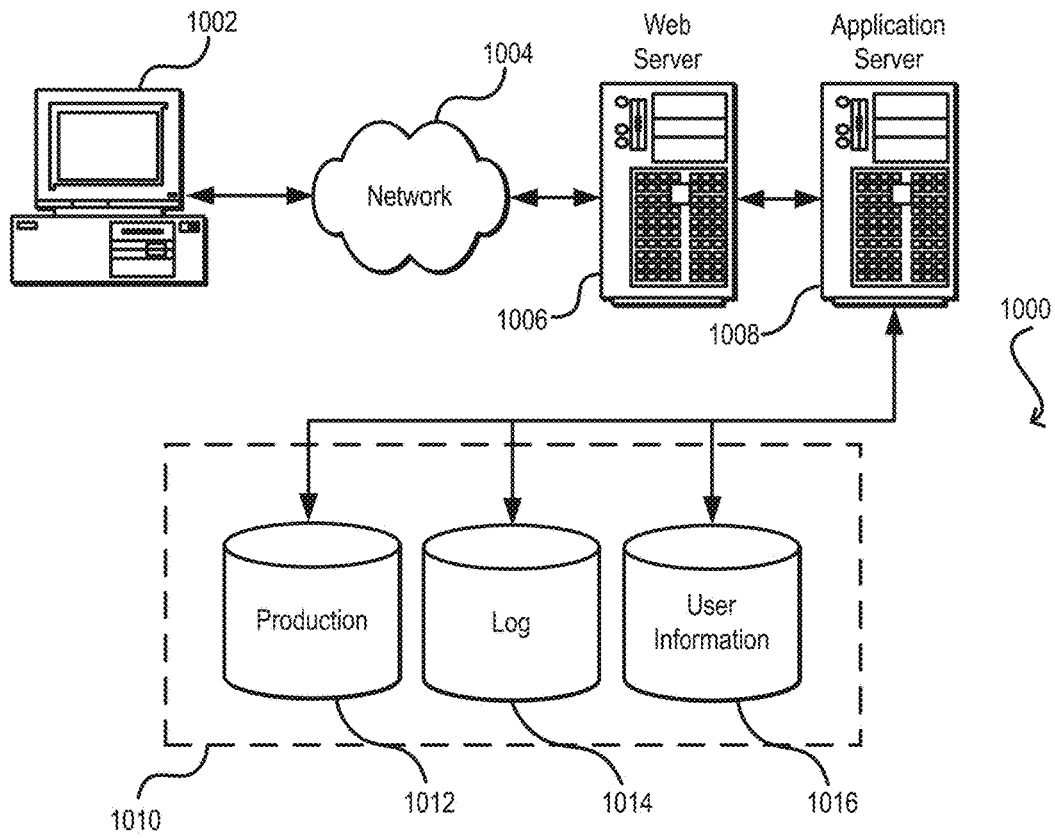 1002
1004
Web
Server
Application
Server
Network
1006
1008
1000
Production
Log
User
Information
1010
1012
1014
1016